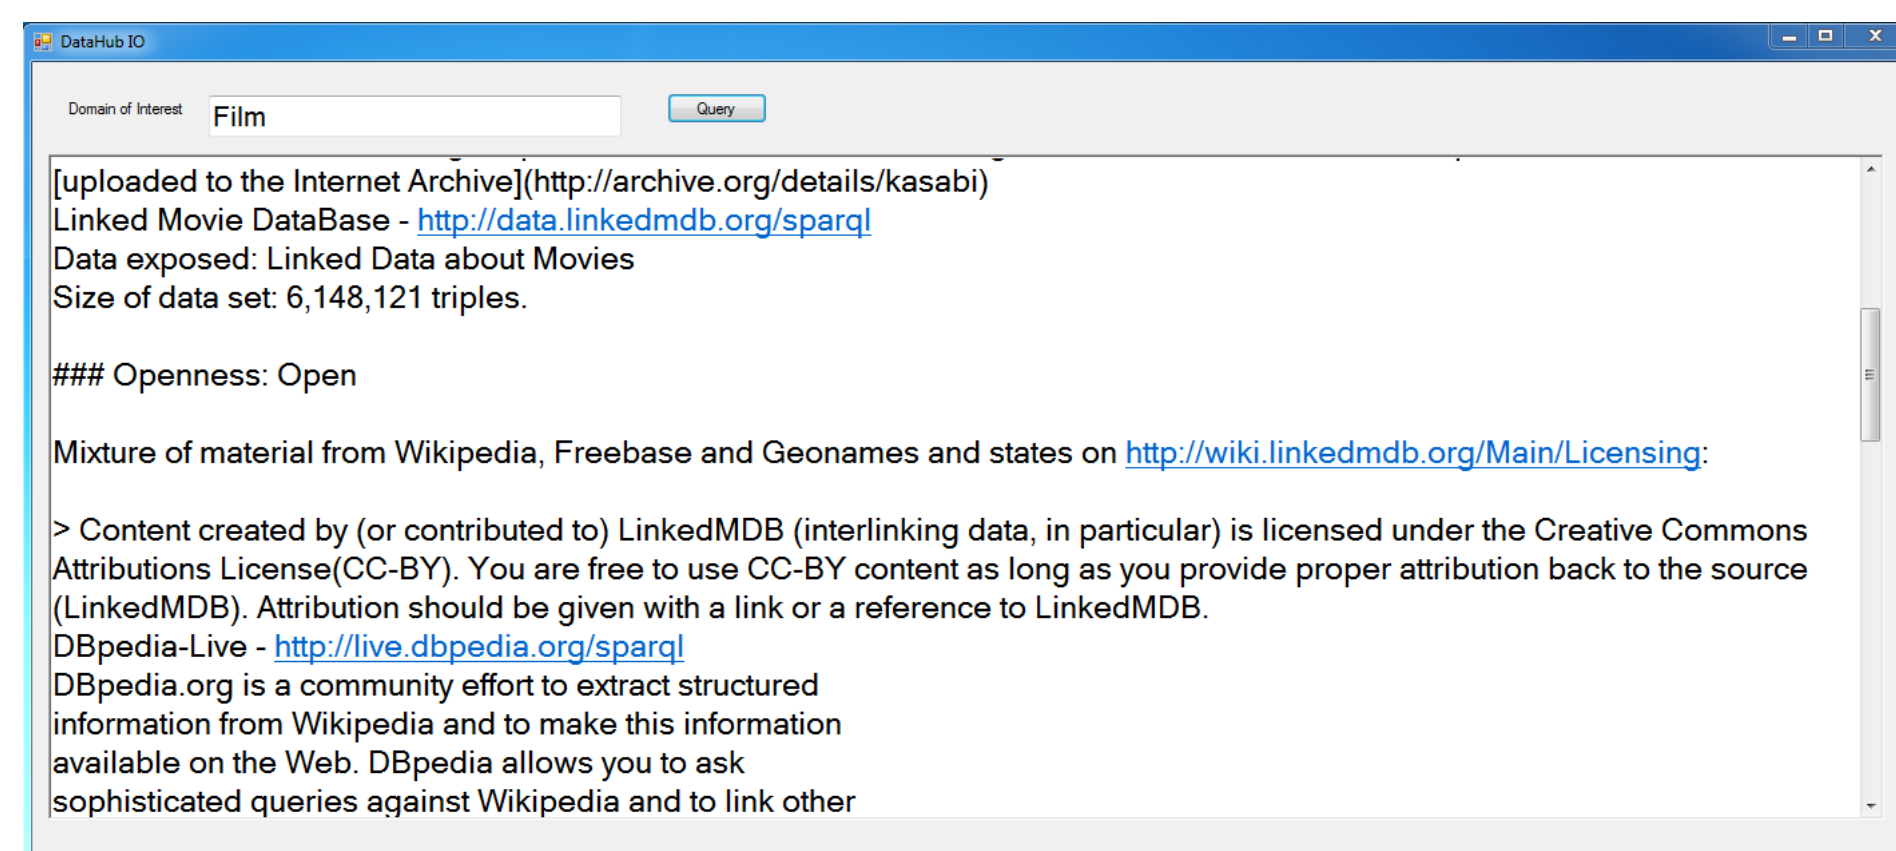 DataHub IO
Domain of Interest
Film
Query
[uploaded to the Internet Archive](http://archive.org/details/kasabi)
Linked Movie DataBase - http://data.linkedmdb.org/sparql
Data exposed: Linked Data about Movies
Size of data set: 6,148,121 triples.
### Openness: Open
Mixture of material from Wikipedia, Freebase and Geonames and states on http://wiki.linkedmdb.org/Main/Licensing:
> Content created by (or contributed to) LinkedMDB (interlinking data, in particular) is licensed under the Creative Commons
Attributions License(CC-BY). You are free to use CC-BY content as long as you provide proper attribution back to the source
(LinkedMDB). Attribution should be given with a link or a reference to LinkedMDB.
DBpedia-Live - http://live.dbpedia.org/sparql
DBpedia.org is a community effort to extract structured
information from Wikipedia and to make this information
available on the Web. DBpedia allows you to ask
sophisticated queries against Wikipedia and to link other